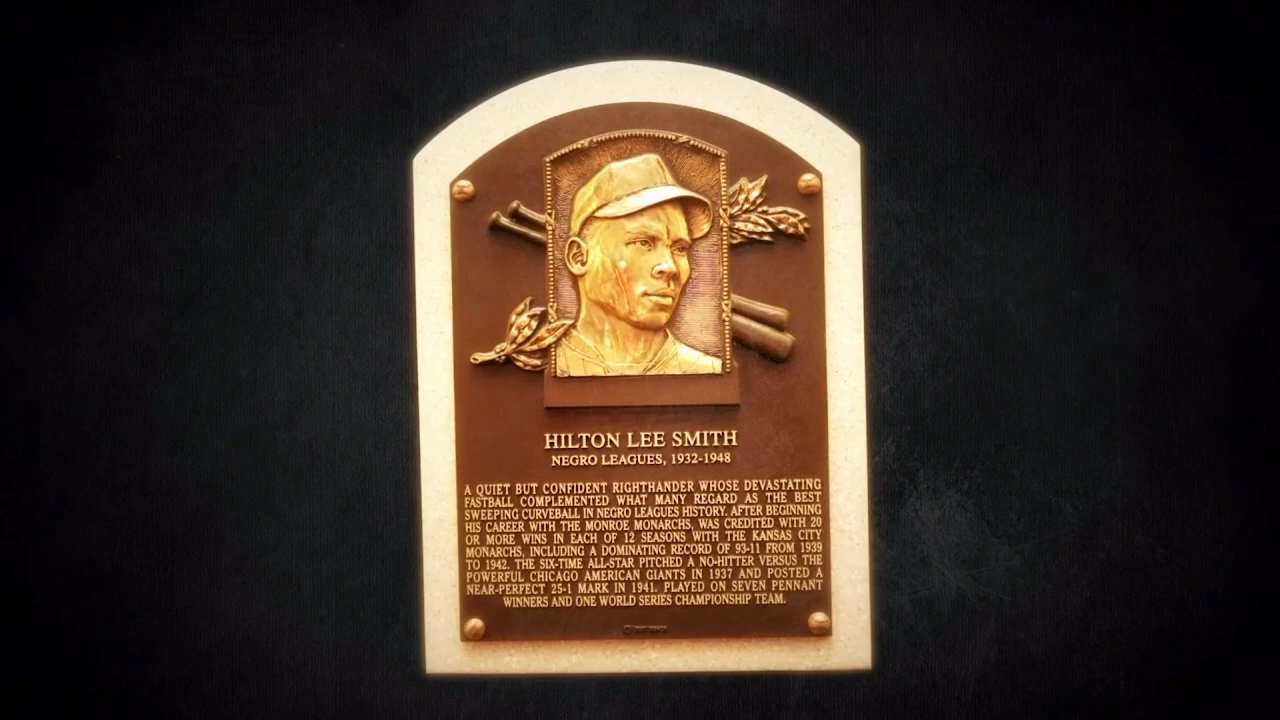 HILTON LEE SMITH
NEGRO LEAGUES, 1932-1948
A QUIET BUT CONFIDENT RIGHTHANDER WHOSE DEVASTATING
FASTBALL COMPLEMENTED WHAT MANY REGARD AS THE BEST
SWEEPING CURVEBALL IN NEGRO LEAGUES HISTORY. AFTER BEGINNING
HIS CAREER WITH THE MONROE MONARCHS, WAS CREDITED WITH 20
OR MORE WINS IN EACH OF 12 SEASONS WITH THE KANSAS CITY
MONARCHS, INCLUDING A DOMINATING RECORD OF 93-11 FROM 1939
TO 1942. THE SIX-TIME ALL-STAR PITCHED A NO-HITTER VERSUS THE
POWERFUL CHICAGO AMERICAN GIANTS IN 1937 AND POSTED A
NEAR-PERFECT 25-1 MARK IN 1941. PLAYED ON SEVEN PENNANT
WINNERS AND ONE WORLD SERIES CHAMPIONSHIP TEAM.